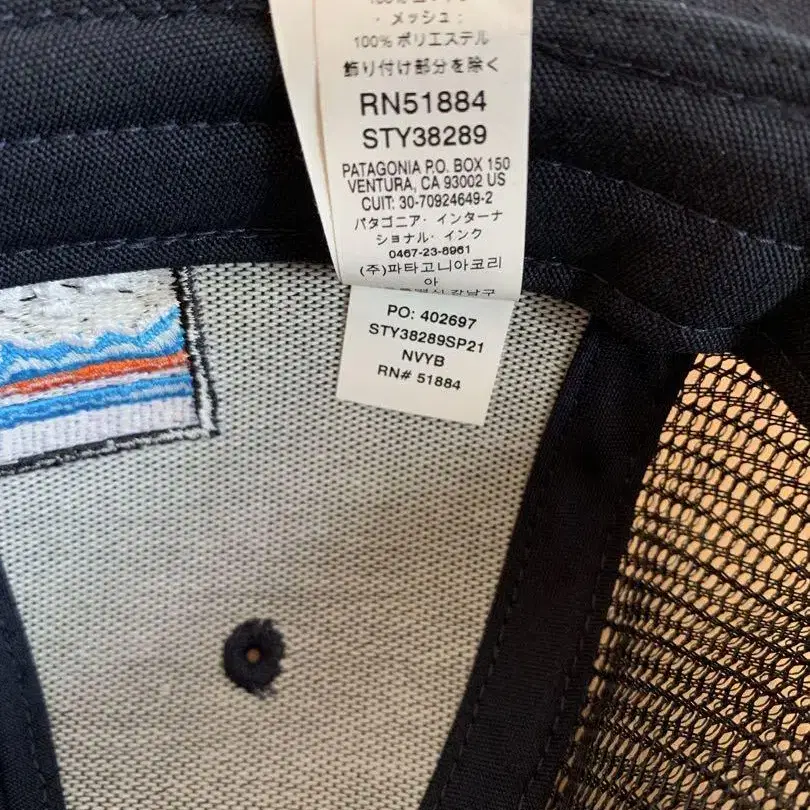 ・メッシュ:
100% ポリエステル
飾り付け部分を除く
RN51884
STY38289
PATAGONIA P.O. BOX 150
VENTURA, CA 93002 US
CUIT: 30-70924649-2
パタゴニア・インターナ
ショナル・インク
0467-23-8961
(주)파타고니아코리
아
PO: 402697
STY38289SP21
NVYB
RN# 51884